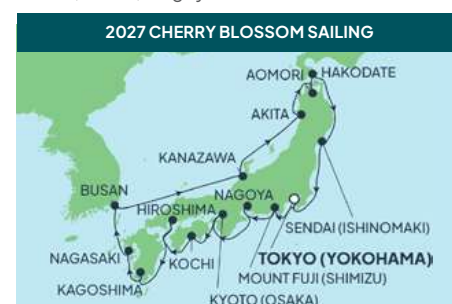 2027 CHERRY BLOSSOM SAILING
AOMORI
HAKODATE
AKITA
KANAZAWA
BUSAN
NAGOYA
HIROSHIMA
SENDAI (ISHINOMAKI)
NAGASAKI
KOCHI
TOKYO (YOKOHAMA)
MOUNT FUJI (SHIMIZU)
KAGOSHIMA
KYOTO (OSAKA)